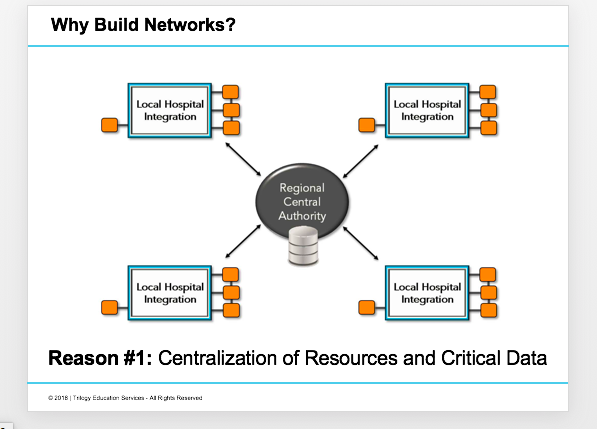 Why Build Networks?
Local Hospital
Integration
Local Hospital
Integration
Regional
Central
Authority
Local Hospital
Integration
Local Hospital
Integration
Reason #1: Centralization of Resources and Critical Data
© 2018 | Trilogy Education Services - All Rights Reserved